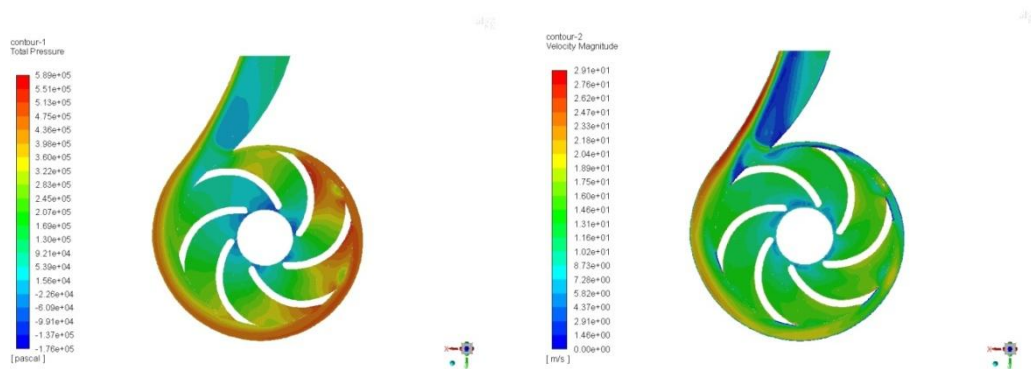 contour-1
Total Pressure
5.89e+05
5.51e+05
5.13e+05
4.75e+05
4.36e+05
3.98e+05
3.60e+05
3.22e+05
2.83e+05
2.45e+05
2.07e+05
1.69e+05
1.30e+05
9.21e+04
5.39e+04
1.56e+04
-2.26e+04
-6.09e+04
-9.91e+04
-1.37e+05
-1.76e+05
[ pascal ]
contour-2
Velocity Magnitude
2.91e+01
2.76e+01
2.62e+01
2.47e+01
2.33e+01
2.18e+01
2.04e+01
1.89e+01
1.75e+01
1.60e+01
1.46e+01
1.31e+01
1.16e+01
1.02e+01
8.73e+00
7.28e+00
5.82e+00
4.37e+00
2.91e+00
1.46e+00
0.00e+00
[ m/s ]